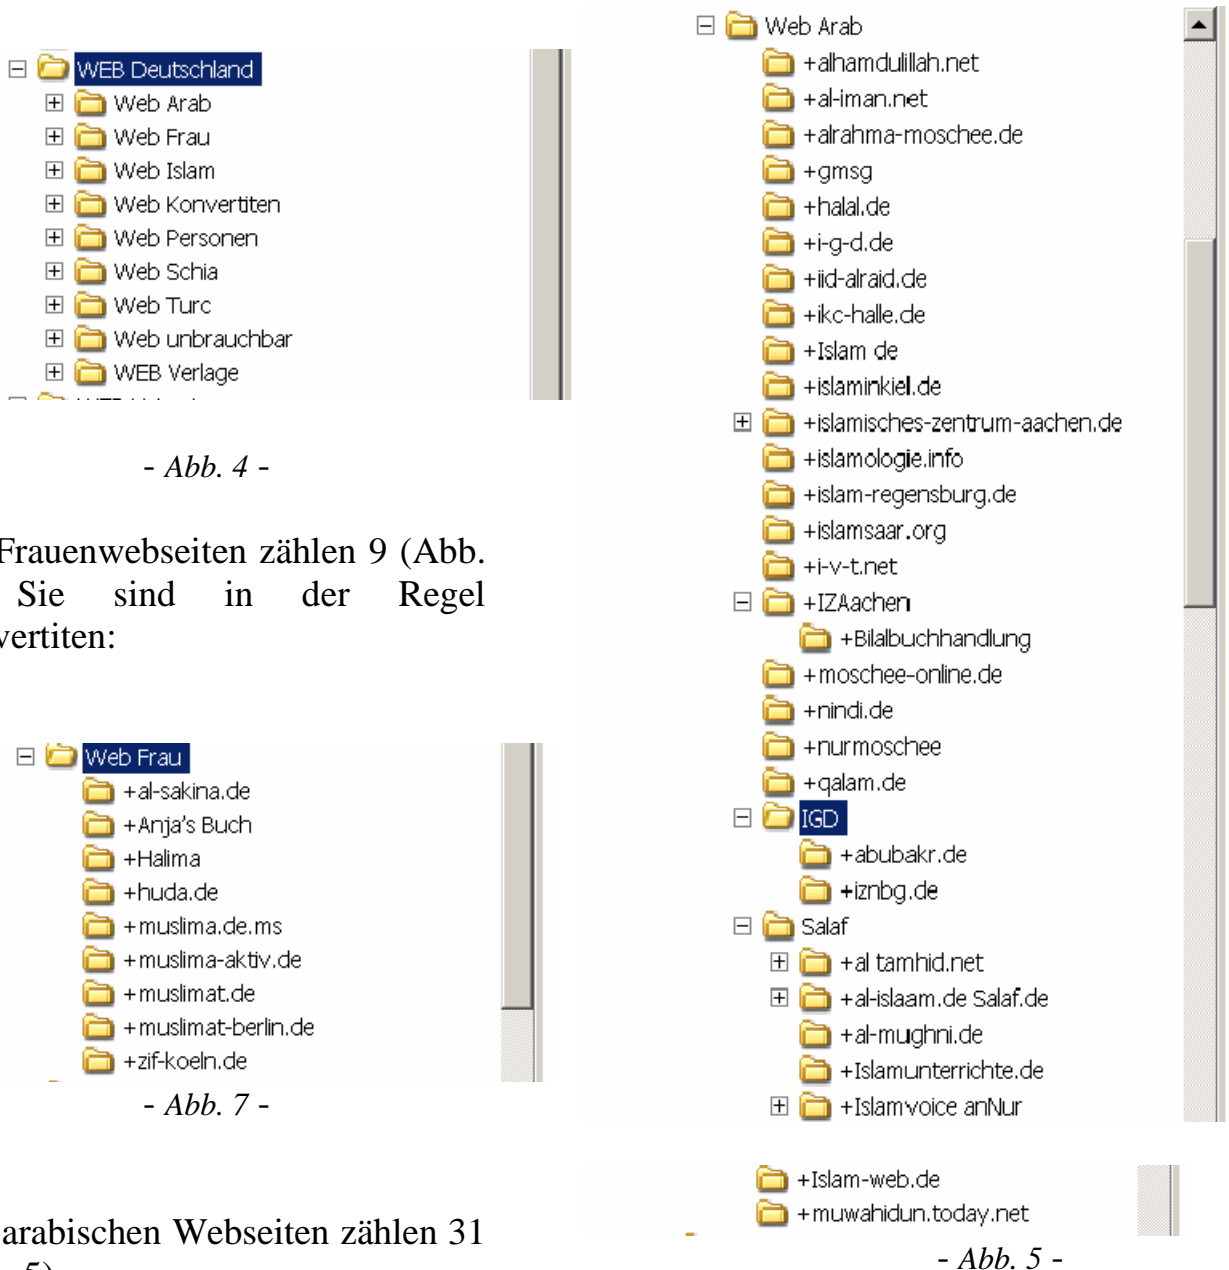 WEB Deutschland
Web Arab
Web Frau
Web Islam
Web Konvertiten
Web Personen
Web Schia
Web Turc
Web unbrauchbar
WEB Verlage
- Abb. 4 -
Frauenwebseiten zählen 9 (Abb.
Sie sind in der Regel
vertiten:
Web Frau
+al-sakina.de
+Anja's Buch
+Halima
+huda.de
+muslima.de.ms
+muslima-aktiv.de
+muslimat.de
+muslimat-berlin.de
+zif-koeln.de
- Abb. 7 -
arabischen Webseiten zählen 31
5)
Web Arab
+alhamdulillah.net
+al-iman.net
+alrahma-moschee.de
+gmsg
+halal.de
+i-g-d.de
+iid-alraid.de
+ikc-halle.de
+Islam de
+islaminkiel.de
+islamisches-zentrum-aachen.de
+islamologie.info
+islam-regensburg.de
+islamsaar.org
+i-v-t.net
+IZAachen
+Bilalbuchhandlung
+moschee-online.de
+nindi.de
+nurmoschee
+qalam.de
IGD
+abubakr.de
+iznbg.de
Salaf
+al tamhid.net
+al-islaam.de Salaf.de
+al-mughni.de
+Islamunterrichte.de
+Islamvoice anNur
+Islam-web.de
+muwahidun.today.net
- Abb. 5 -